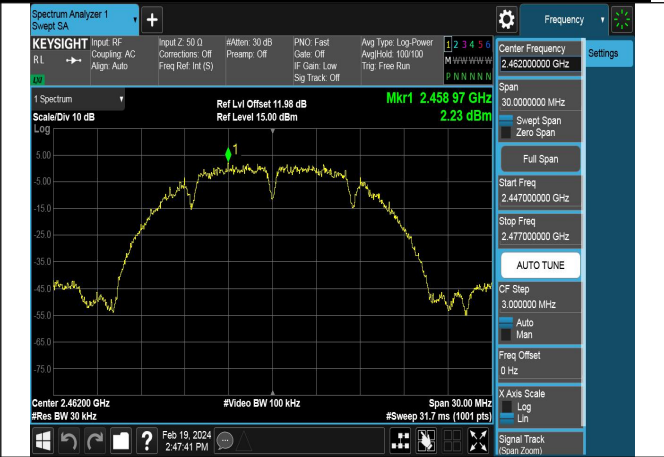 Spectrum Analyzer 1
Swept SA
Frequency
KEYSIGHT
RL
Input: RF
Coupling: AC
Align: Auto
Input Z: 50 Ω
Corrections: Off
Freq Ref: Int (S)
#Atten: 30 dB
Preamp: Off
PNO: Fast
Gate: Off
IF Gain: Low
Sig Track: Off
Avg Type: Log-Power
Avg|Hold: 100/100
Trig: Free Run
1 2 3 4 5 6
M W W W W W
P N N N N N
1 Spectrum
Scale/Div 10 dB
Log
Ref Lvl Offset 11.98 dB
Ref Level 15.00 dBm
Mkr1 2.458 97 GHz
2.23 dBm
1
5.00
-5.00
-15.0
-25.0
-35.0
-45.0
-55.0
-65.0
-75.0
Center 2.46200 GHz
#Res BW 30 kHz
#Video BW 100 kHz
Span 30.00 MHz
#Sweep 31.7 ms (1001 pts)
Feb 19, 2024
2:47:41 PM
Settings
Center Frequency
2.462000000 GHz
Span
30.0000000 MHz
Swept Span
Zero Span
Full Span
Start Freq
2.447000000 GHz
Stop Freq
2.477000000 GHz
AUTO TUNE
CF Step
3.000000 MHz
Auto
Man
Freq Offset
0 Hz
X Axis Scale
Log
Lin
Signal Track
(Span Zoom)